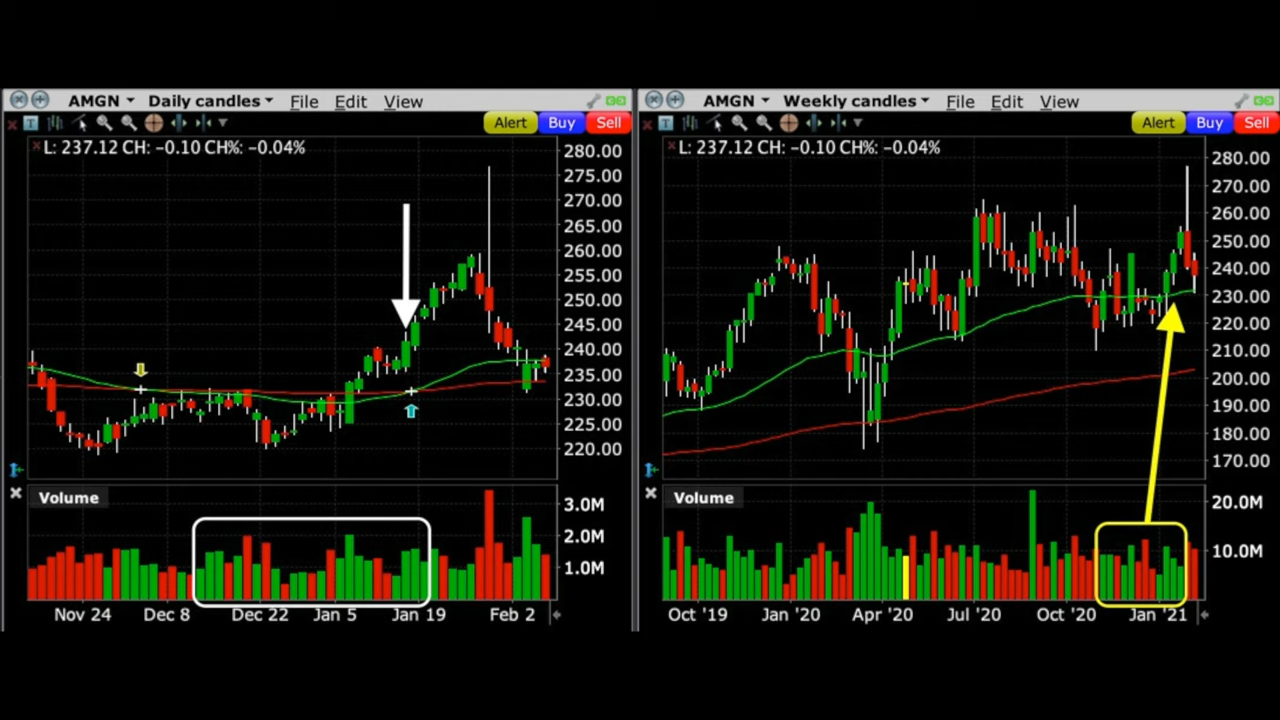 AMGN Daily candles File Edit View
T Alert Buy Sell
L: 237.12 CH: -0.10 CH%: -0.04%
280.00
275.00
270.00
265.00
260.00
255.00
250.00
245.00
240.00
235.00
230.00
225.00
220.00
Volume
3.0M
2.0M
1.0M
Nov 24 Dec 8 Dec 22 Jan 5 Jan 19 Feb 2
AMGN Weekly candles File Edit View
T Alert Buy Sell
L: 237.12 CH: -0.10 CH%: -0.04%
280.00
270.00
260.00
250.00
240.00
230.00
220.00
210.00
200.00
190.00
180.00
170.00
Volume
20.0M
10.0M
Oct '19 Jan '20 Apr '20 Jul '20 Oct '20 Jan '21